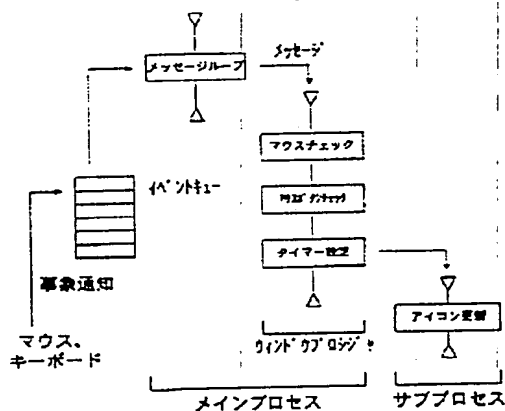 メッセージループ
メッセージ
マウスチェック
イベントキュー
タイマー設定
事象通知
アイコン更新
マウス、
キーボード
ウィンドウプロシジャ
メインプロセス
サブプロセス